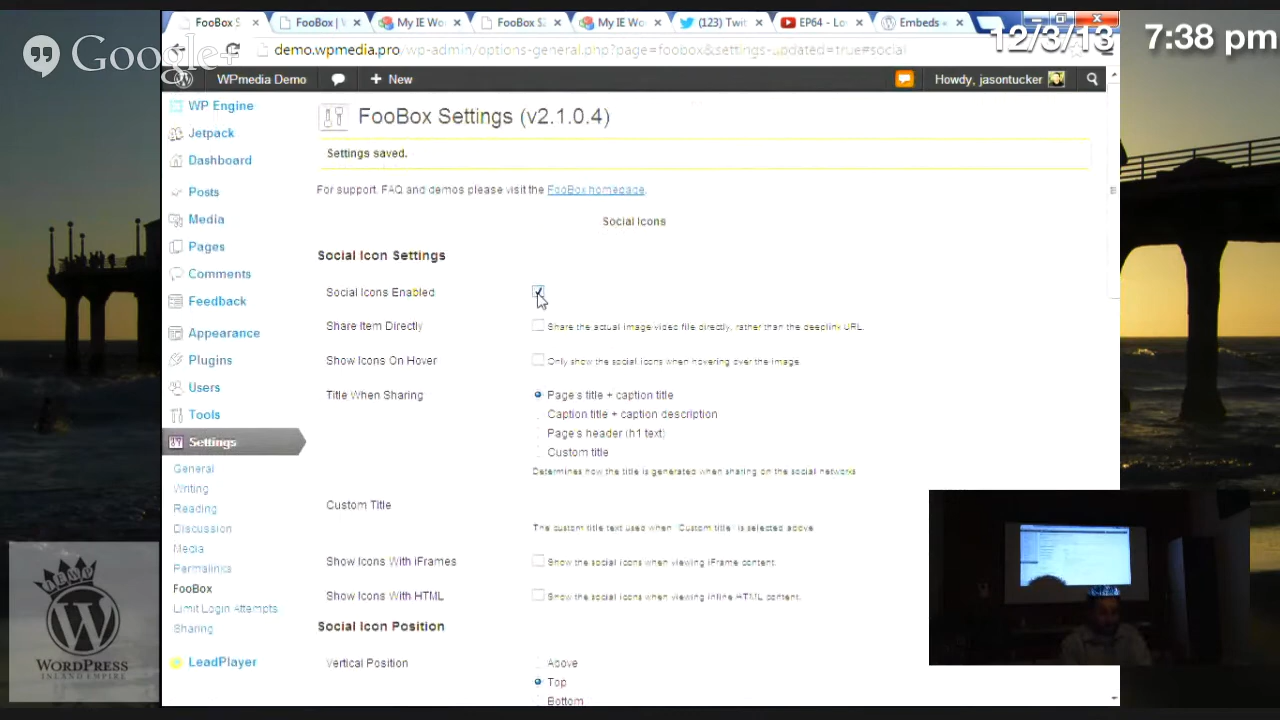 FooBox S
FooBox | W
My IE Wo
FooBox S
My IE Wo
(123) Twit
EP64 - Lo
Embeds «
Google+
demo.wpmedia.pro/wp-admin/options-general.php?page=foobox&settings-updated=true#social
12/3/13 7:38 pm
WPmedia Demo
+ New
Howdy, jasontucker
WP Engine
Jetpack
Dashboard
Posts
Media
Pages
Comments
Feedback
Appearance
Plugins
Users
Tools
Settings
General
Writing
Reading
Discussion
Media
Permalinks
FooBox
Limit Login Attempts
Sharing
LeadPlayer
FooBox Settings (v2.1.0.4)
Settings saved.
For support, FAQ and demos please visit the FooBox homepage.
Social Icons
Social Icon Settings
Social Icons Enabled
Share Item Directly
Share the actual image/video file directly, rather than the deeplink URL.
Show Icons On Hover
Only show the social icons when hovering over the image.
Title When Sharing
Page's title + caption title
Caption title + caption description
Page's header (h1 text)
Custom title
Determines how the title is generated when sharing on the social networks
Custom Title
The custom title text used when "Custom title" is selected above
Show Icons With iFrames
Show the social icons when viewing iFrame content.
Show Icons With HTML
Show the social icons when viewing inline HTML content.
Social Icon Position
Vertical Position
Above
Top
Bottom
IEWP
WORDPRESS
INLAND EMPIRE